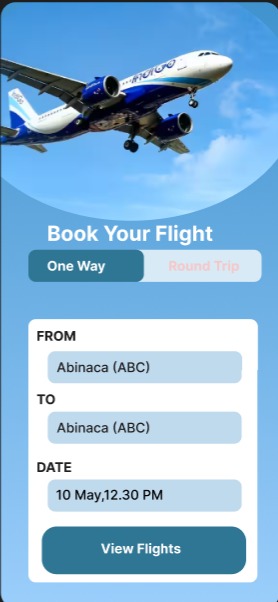 IndiGo
Book Your Flight
One Way
Round Trip
FROM
Abinaca (ABC)
TO
Abinaca (ABC)
DATE
10 May,12.30 PM
View Flights